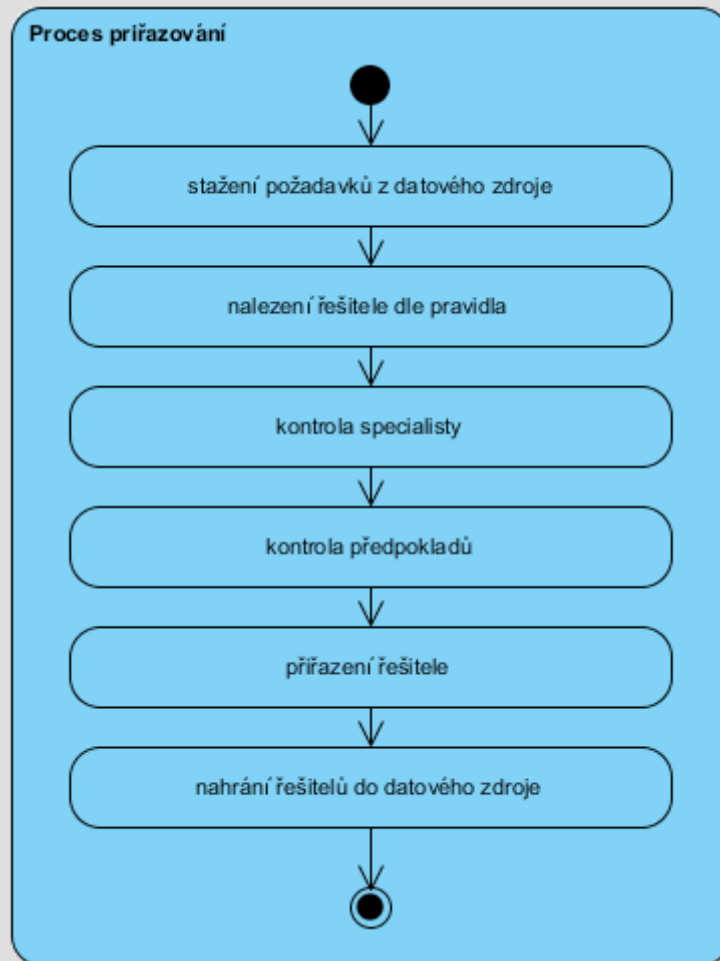 Proces priřazování
stažení požadavků z datového zdroje
nalezení řešitele dle pravidla
kontrola specialisty
kontrola předpokladů
přiřazení řešitele
nahrání řešitelů do datového zdroje